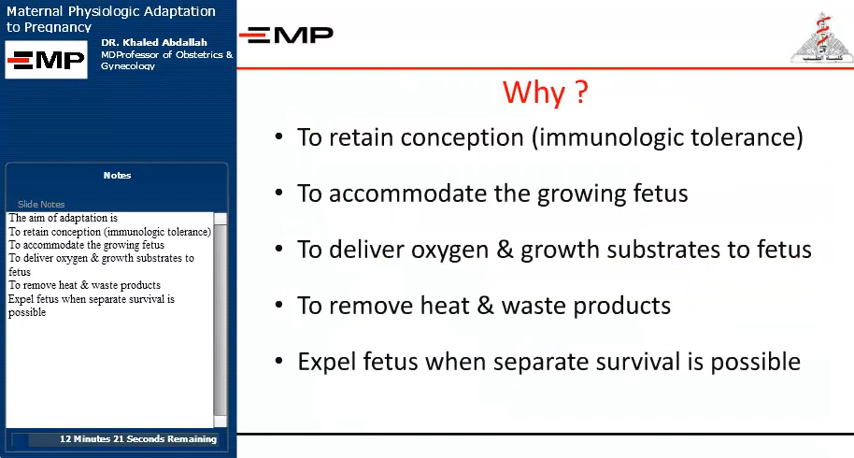 Maternal Physiologic Adaptation
to Pregnancy
DR. Khaled Abdallah
MDProfessor of Obstetrics &
Gynecology
EMP
EMP
Why ?
• To retain conception (immunologic tolerance)
• To accommodate the growing fetus
• To deliver oxygen & growth substrates to fetus
• To remove heat & waste products
• Expel fetus when separate survival is possible
Notes
Slide Notes
The aim of adaptation is
To retain conception (immunologic tolerance)
To accommodate the growing fetus
To deliver oxygen & growth substrates to
fetus
To remove heat & waste products
Expel fetus when separate survival is
possible
12 Minutes 21 Seconds Remaining